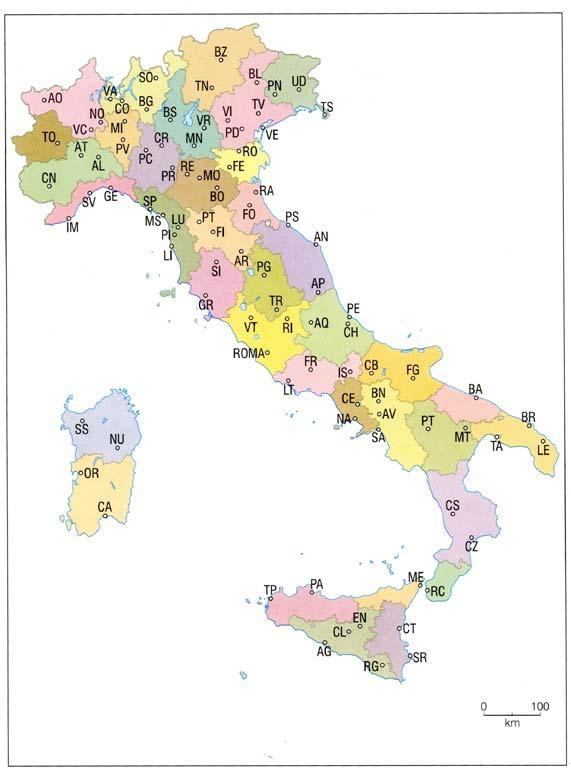 BZ
SO
BL
TN
PN
UD
AO
VA
CO
BG
BS
VI
TV
TS
NO
VC
MI
VR
PD
VE
TO
AT
PV
CR
MN
RO
AL
PC
FE
CN
PR
RE
MO
BO
RA
SV
GE
SP
FO
IM
MS
LU
PT
PS
PI
FI
AN
LI
AR
SI
PG
AP
GR
TR
VT
RI
AQ
PE
CH
ROMA
FR
IS
CB
FG
LT
CE
BN
BA
NA
AV
PT
BR
SA
MT
TA
LE
SS
NU
OR
CA
CS
CZ
ME
TP
PA
RC
EN
CL
CT
AG
RG
SR
0 100
km